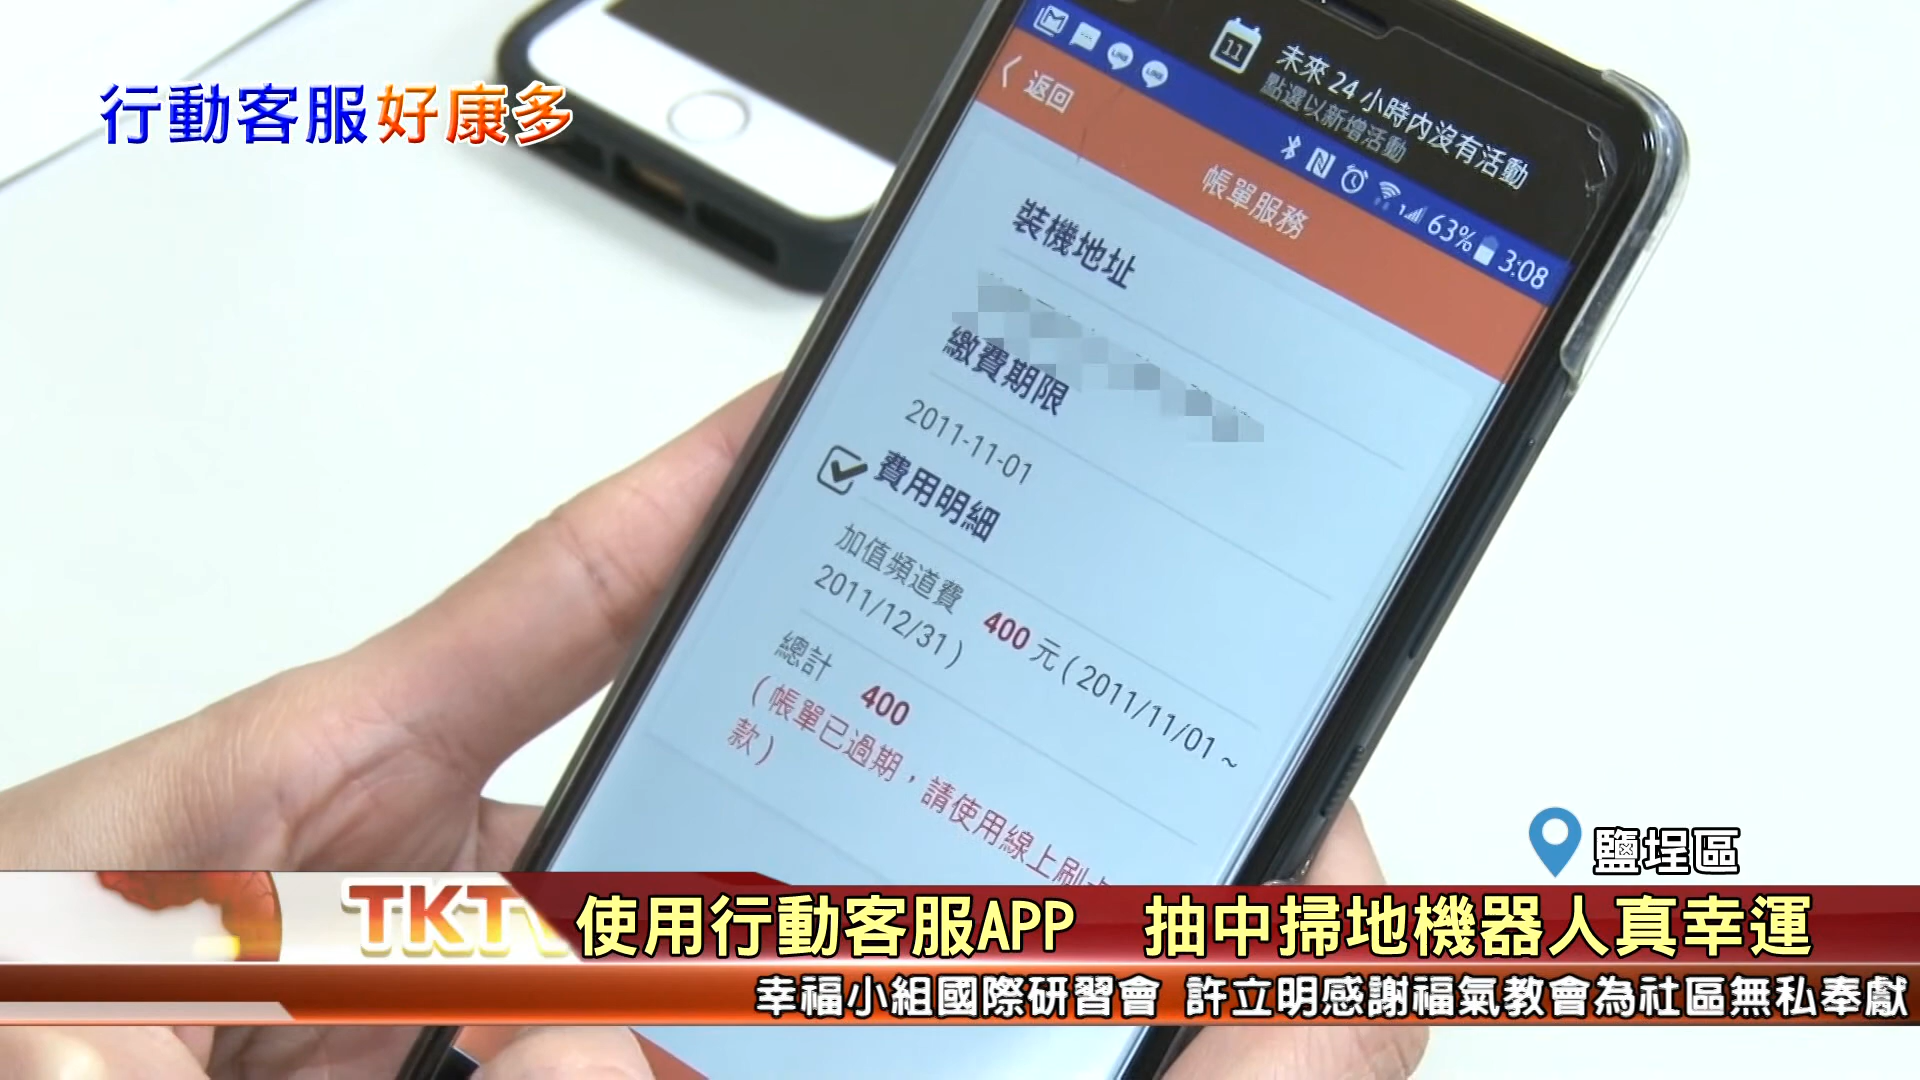 行動客服好康多
未來 24 小時內沒有活動
點選以新增活動
63% 3:08
返回
帳單服務
裝機地址
繳費期限
2011-11-01
費用明細
加值頻道費 400 元 ( 2011/11/01 ~
2011/12/31 )
總計 400
( 帳單已過期，請使用線上刷卡
款 )
鹽埕區
TKTV
使用行動客服APP 抽中掃地機器人真幸運
幸福小組國際研習會 許立明感謝福氣教會為社區無私奉獻